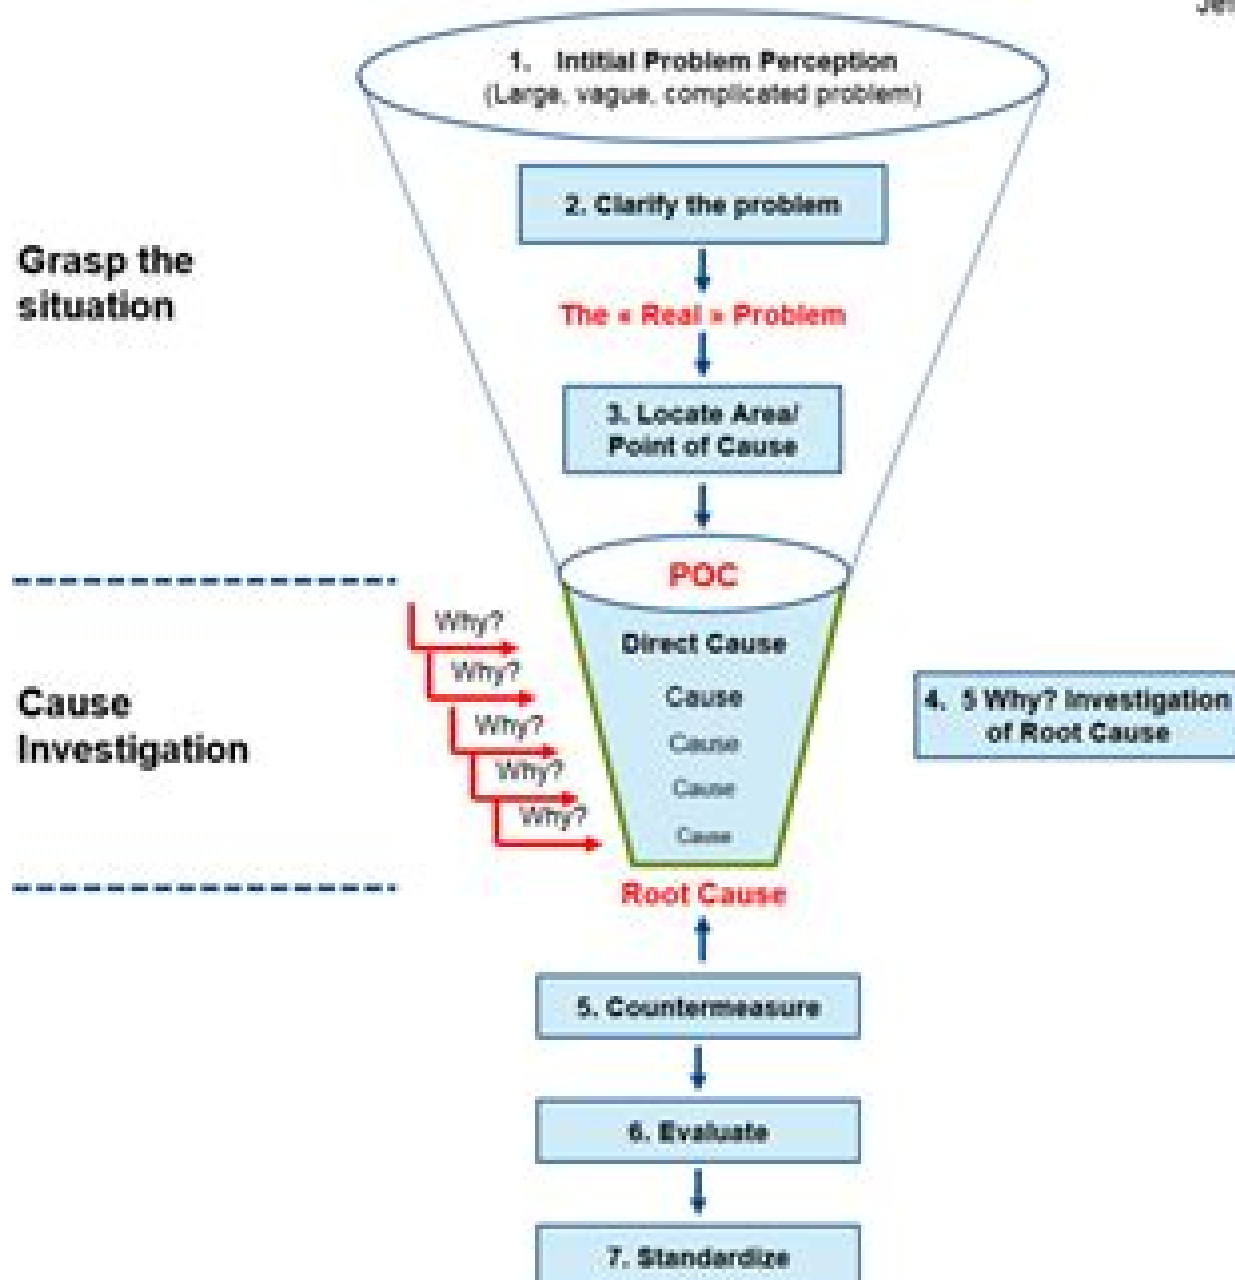 1. Intitial Problem Perception
(Large, vague, complicated problem)
2. Clarify the problem
Grasp the
situation
The « Real » Problem
3. Locate Area/
Point of Cause
POC
Why?
Why?
Why?
Why?
Why?
Direct Cause
Cause
Cause
Cause
Cause
Cause
Investigation
4. 5 Why? Investigation
of Root Cause
Root Cause
5. Countermeasure
6. Evaluate
7. Standardize